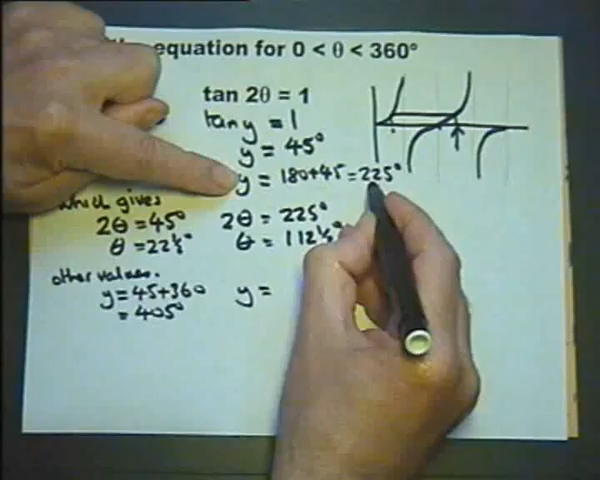 equation for 0 < θ < 360°
tan 2θ = 1
tan y = 1
y = 45°
y = 180+45 = 225°
which gives
2θ = 45° 2θ = 225°
θ = 22½° θ = 112½°
other values.
y = 45+360 y =
= 405°